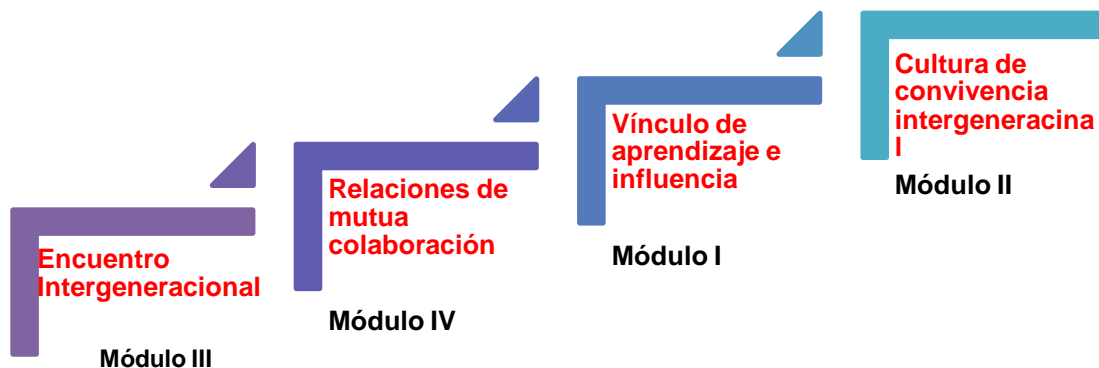 Encuentro
Intergeneracional
Módulo III
Relaciones de
mutua
colaboración
Módulo IV
Vínculo de
aprendizaje e
influencia
Módulo I
Cultura de
convivencia
intergeneracina
l
Módulo II